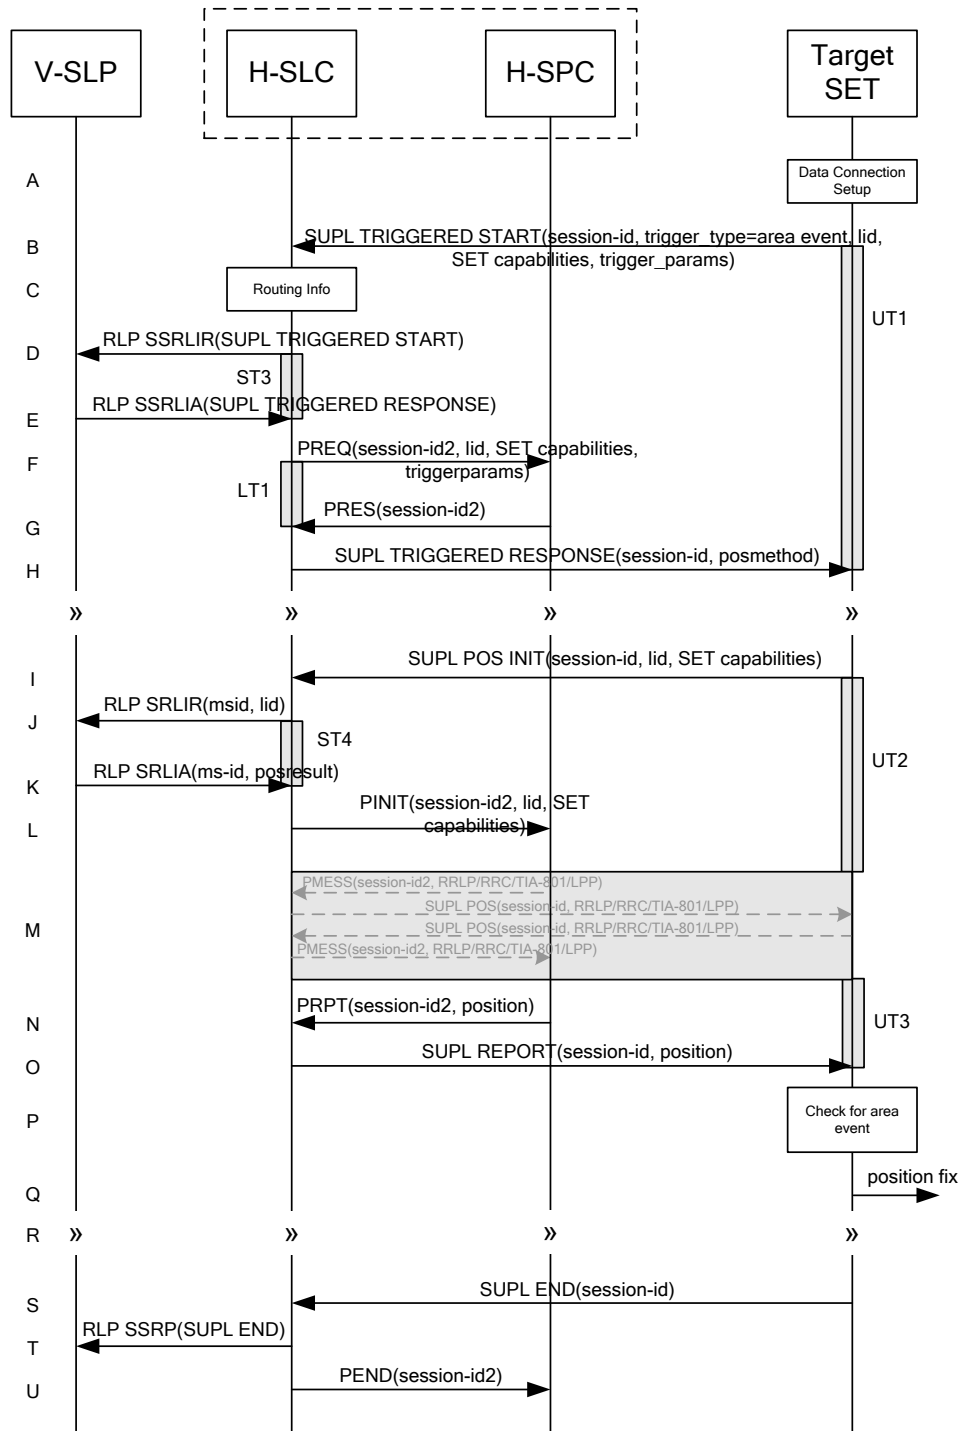 V-SLP
H-SLC
H-SPC
Target
SET
A
Data Connection
Setup
B
SUPL TRIGGERED START(session-id, trigger_type=area event, lid,
SET capabilities, trigger_params)
C
Routing Info
UT1
D
RLP SSRLIR(SUPL TRIGGERED START)
ST3
E
RLP SSRLIA(SUPL TRIGGERED RESPONSE)
F
PREQ(session-id2, lid, SET capabilities,
triggerparams)
LT1
G
PRES(session-id2)
H
SUPL TRIGGERED RESPONSE(session-id, posmethod)
» » » »
I
SUPL POS INIT(session-id, lid, SET capabilities)
J
RLP SRLIR(msid, lid)
ST4
UT2
K
RLP SRLIA(ms-id, posresult)
L
PINIT(session-id2, lid, SET
capabilities)
PMESS(session-id2, RRLP/RRC/TIA-801/LPP)
SUPL POS(session-id, RRLP/RRC/TIA-801/LPP)
M
SUPL POS(session-id, RRLP/RRC/TIA-801/LPP)
PMESS(session-id2, RRLP/RRC/TIA-801/LPP)
N
PRPT(session-id2, position)
UT3
O
SUPL REPORT(session-id, position)
P
Check for area
event
position fix
Q
R » » » »
S
SUPL END(session-id)
T
RLP SSRP(SUPL END)
U
PEND(session-id2)